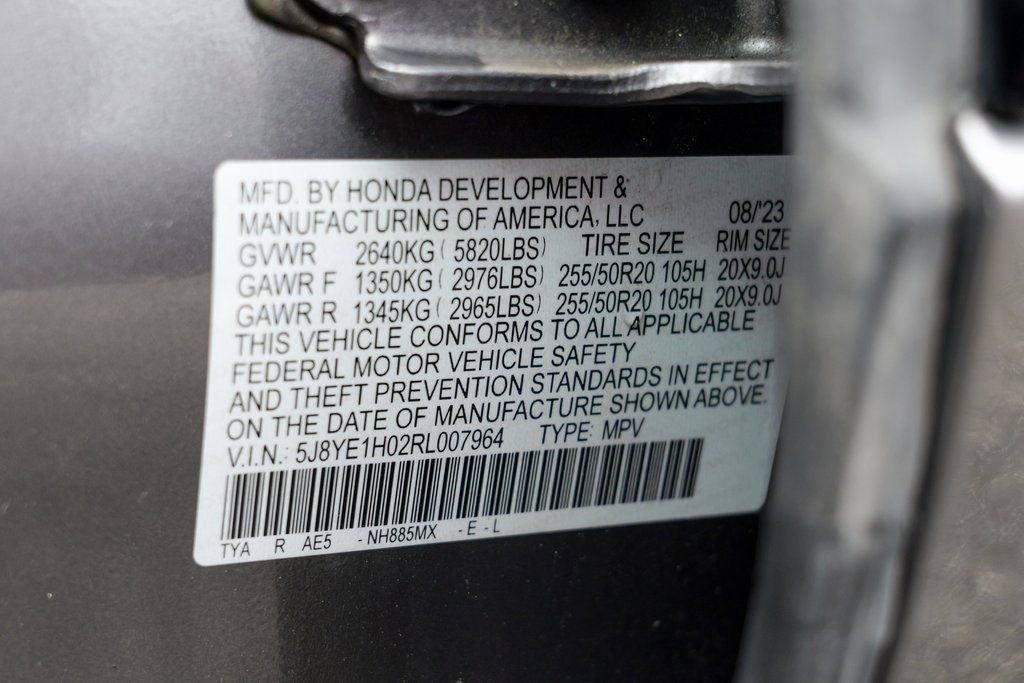 MFD. BY HONDA DEVELOPMENT &
MANUFACTURING OF AMERICA, LLC 08/'23
GVWR 2640KG ( 5820LBS) TIRE SIZE RIM SIZE
GAWR F 1350KG ( 2976LBS) 255/50R20 105H 20X9.0J
GAWR R 1345KG ( 2965LBS) 255/50R20 105H 20X9.0J
THIS VEHICLE CONFORMS TO ALL APPLICABLE
FEDERAL MOTOR VEHICLE SAFETY
AND THEFT PREVENTION STANDARDS IN EFFECT
ON THE DATE OF MANUFACTURE SHOWN ABOVE.
V.I.N.: 5J8YE1H02RL007964 TYPE: MPV
TYA R AE5 -NH885MX -E-L